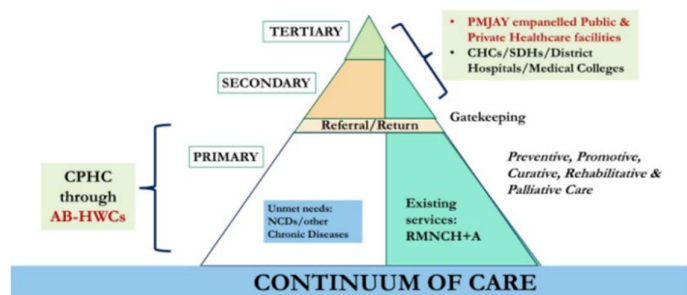 TERTIARY
• PMJAY empanelled Public &
Private Healthcare facilities
• CHCs/SDHs/District
Hospitals/Medical Colleges
SECONDARY
Referral/Return
Gatekeeping
PRIMARY
CPHC
through
AB-HWCs
Preventive, Promotive,
Curative, Rehabilitative &
Palliative Care
Unmet needs:
NCDs/other
Chronic Diseases
Existing
services:
RMNCH+A
CONTINUUM OF CARE